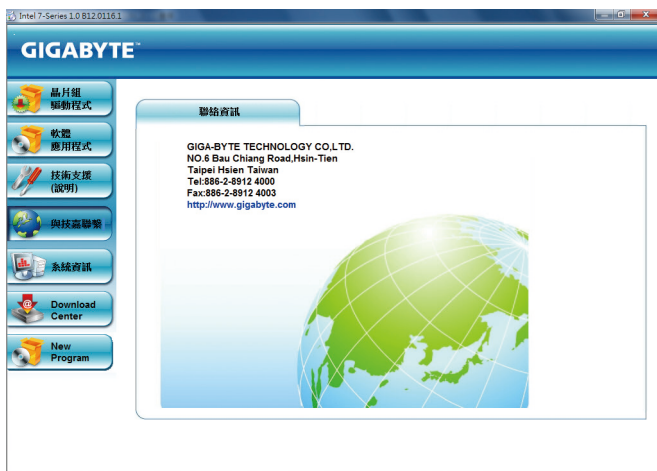 Intel 7-Series 1.0 B12.0116.1
GIGABYTE™
晶片組
驅動程式
軟體
應用程式
技術支援
(說明)
與技嘉聯繫
系統資訊
Download
Center
New
Program
聯絡資訊
GIGA-BYTE TECHNOLOGY CO,LTD.
NO.6 Bau Chiang Road,Hsin-Tien
Taipei Hsien Taiwan
Tel:886-2-8912 4000
Fax:886-2-8912 4003
http://www.gigabyte.com